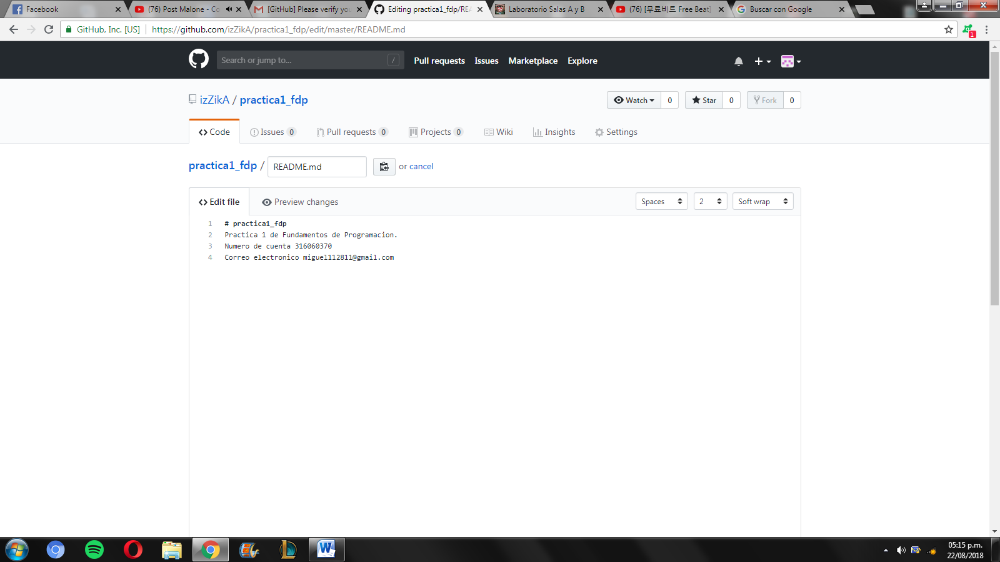 Facebook
(76) Post Malone - Co
[GitHub] Please verify you
Editing practica1_fdp/REA
Laboratorio Salas A y B
(76) [무료비트 Free Beat]
Buscar con Google
GitHub, Inc. [US]
https://github.com/izZikA/practica1_fdp/edit/master/README.md
1
Search or jump to...
/
Pull requests
Issues
Marketplace
Explore
izZikA / practica1_fdp
Watch 0
Star 0
Fork 0
Code
Issues 0
Pull requests 0
Projects 0
Wiki
Insights
Settings
practica1_fdp / README.md or cancel
Edit file
Preview changes
Spaces
2
Soft wrap
1 # practica1_fdp
2 Practica 1 de Fundamentos de Programacion.
3 Numero de cuenta 316060370
4 Correo electronico miguel112811@gmail.com
05:15 p.m.
22/08/2018